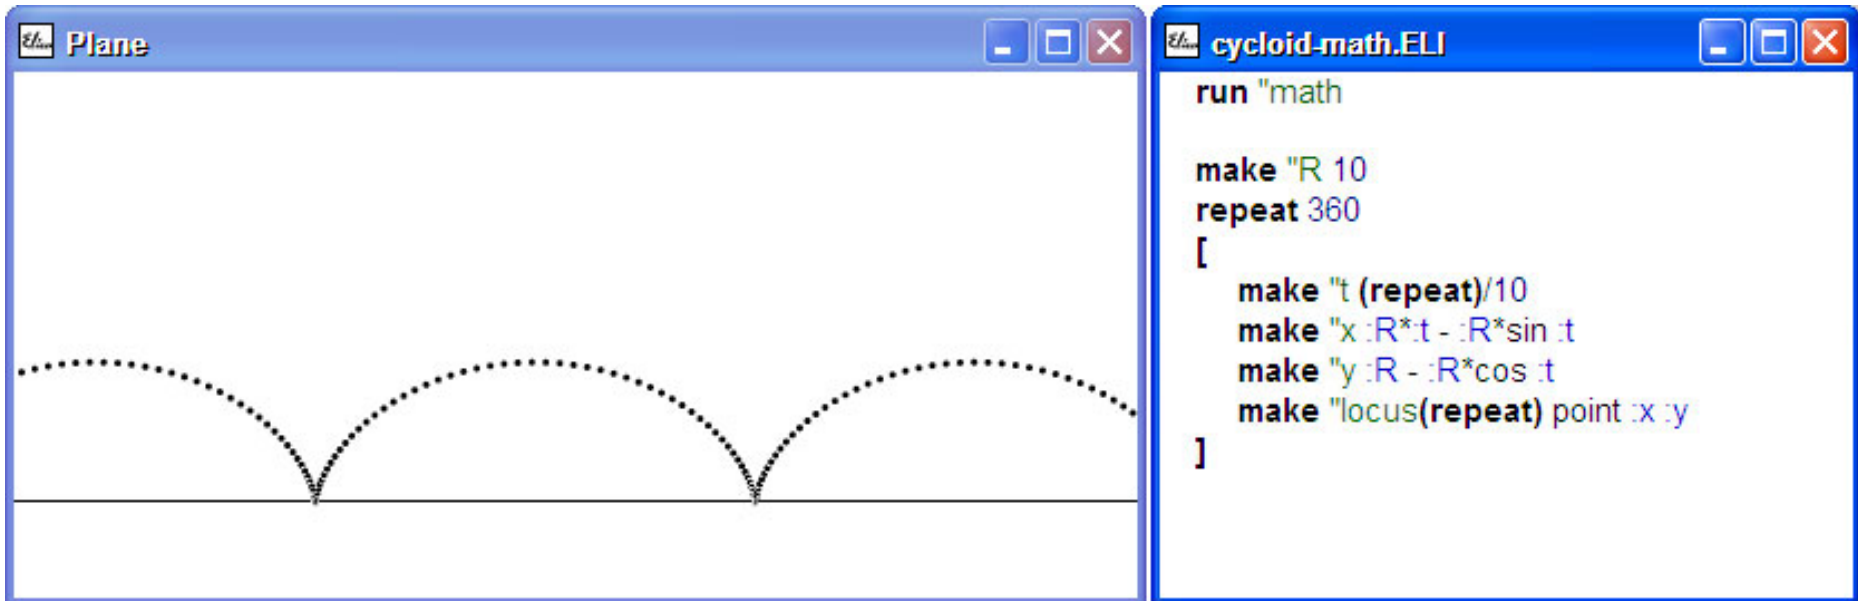 Plane
cycloid-math.ELI
run "math
make "R 10
repeat 360
[
make "t (repeat)/10
make "x :R*:t - :R*sin :t
make "y :R - :R*cos :t
make "locus(repeat) point :x :y
]